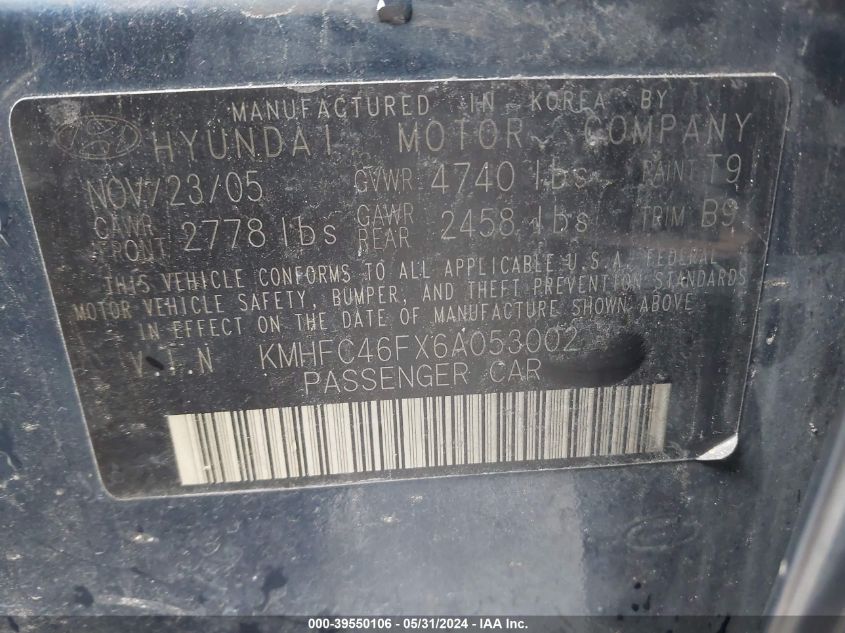 MANUFACTURED IN KOREA BY
HYUNDAI MOTOR COMPANY
NOV/23/05 GVWR 4740 lbs PAINT T9
GAWR FRONT 2778 lbs GAWR REAR 2458 lbs TRIM B9
THIS VEHICLE CONFORMS TO ALL APPLICABLE U.S.A. FEDERAL
MOTOR VEHICLE SAFETY, BUMPER, AND THEFT PREVENTION STANDARDS
IN EFFECT ON THE DATE OF MANUFACTURE SHOWN ABOVE
V I N KMHFC46FX6A053002
PASSENGER CAR
000-39550106 - 05/31/2024 - IAA Inc.